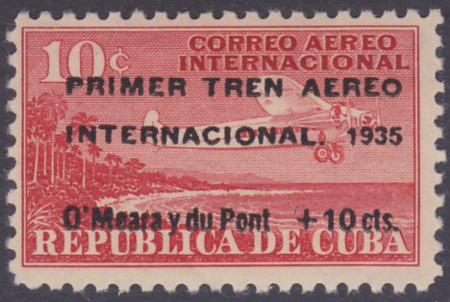 10¢ CORREO AEREO
INTERNACIONAL
PRIMER TREN AEREO
INTERNACIONAL. 1935
O'Meara y du Pont +10 cts.
REPUBLICA DE CUBA